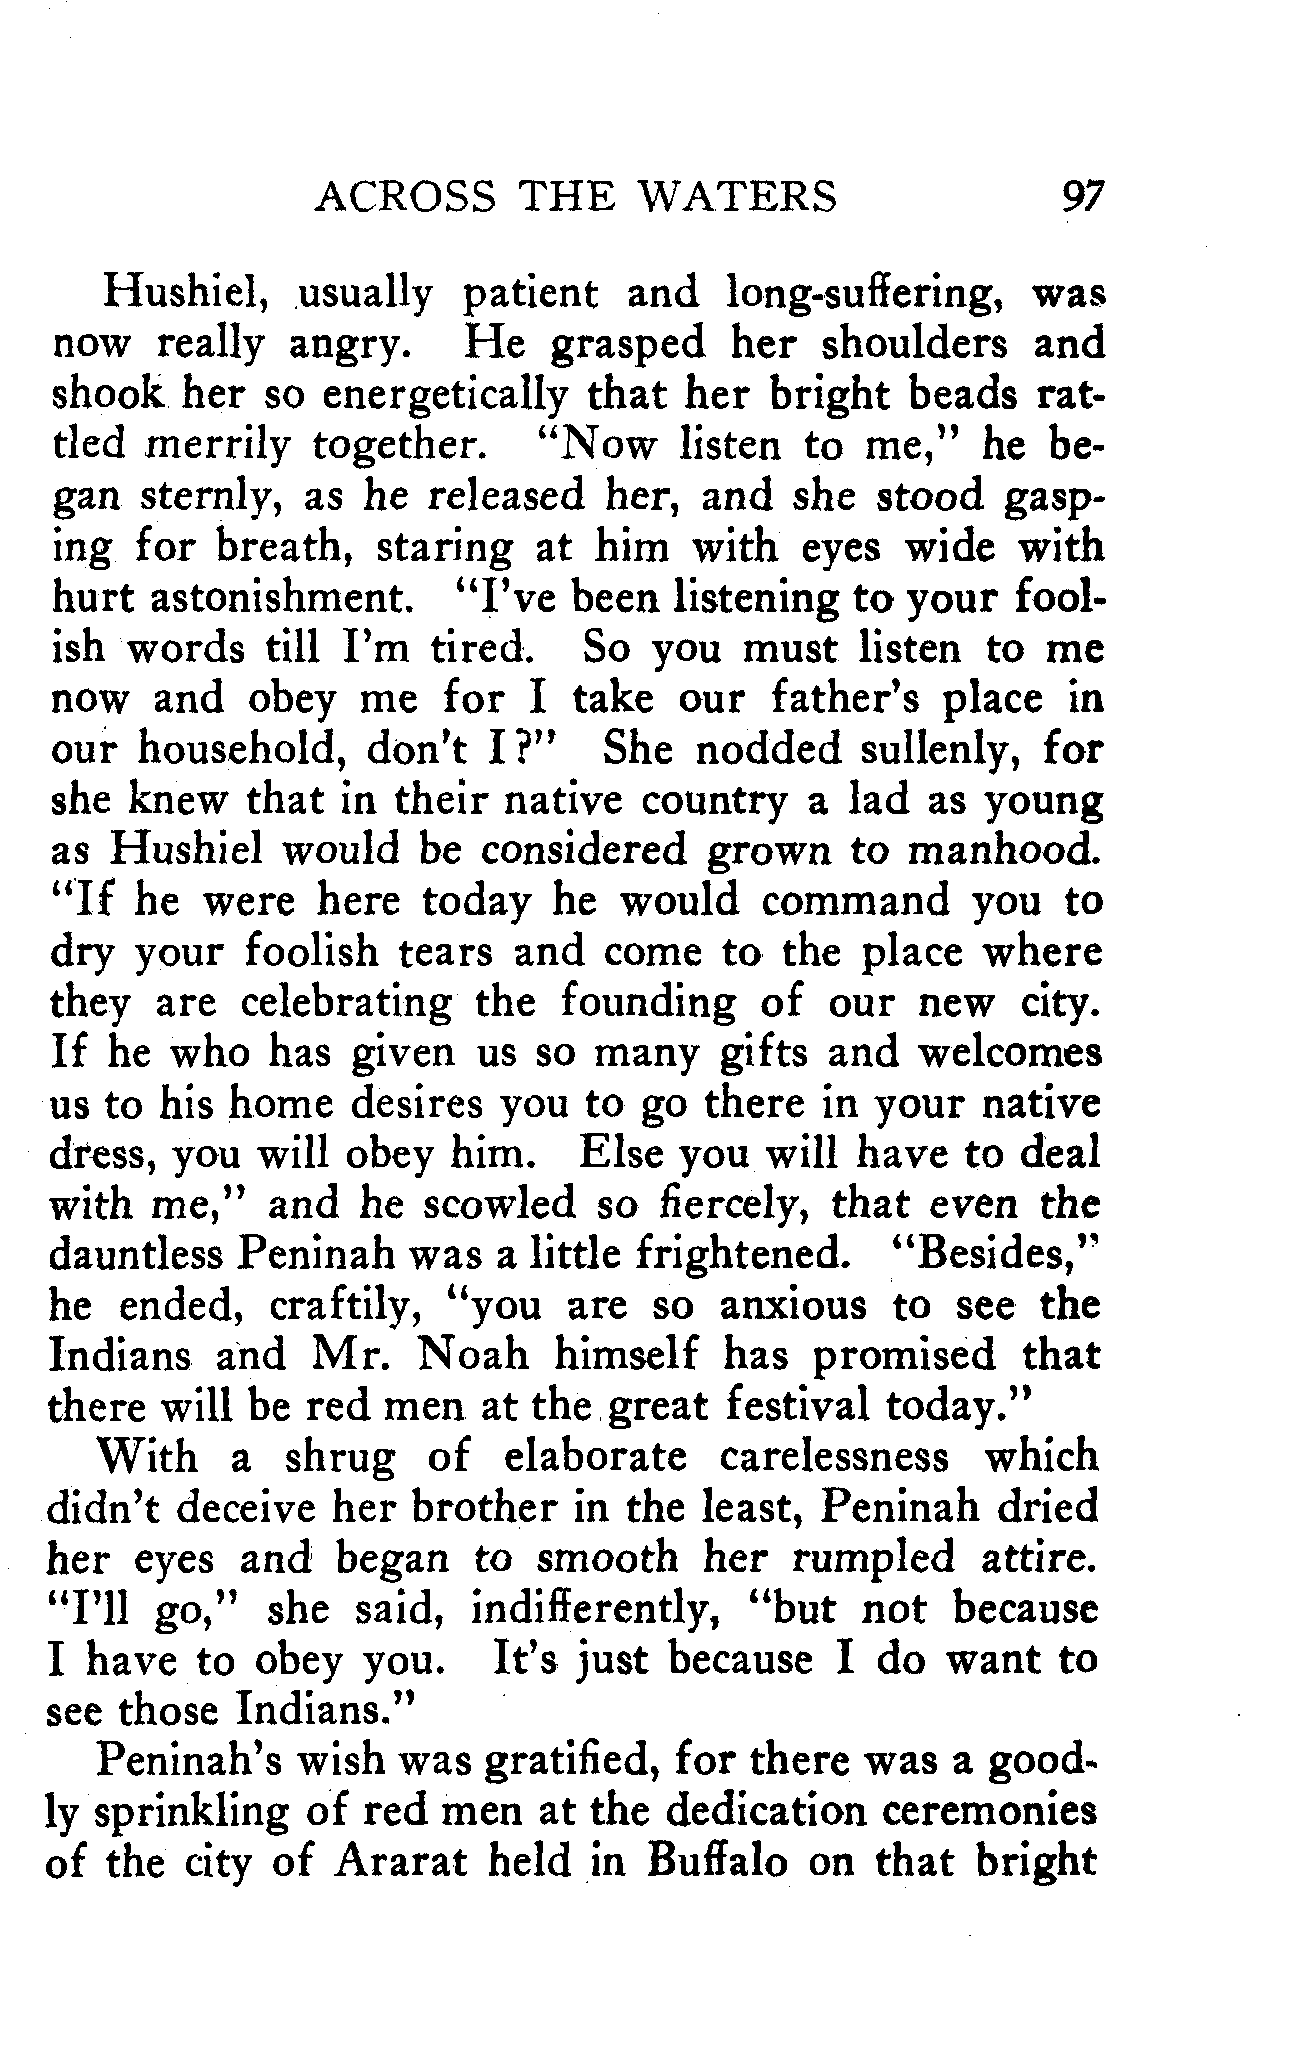 ACROSS THE WATERS 97
Hushiel, usually patient and long-suffering, was
now really angry. He grasped her shoulders and
shook her so energetically that her bright beads rat-
tled merrily together. “Now listen to me,” he be-
gan sternly, as he released her, and she stood gasp-
ing for breath, staring at him with eyes wide with
hurt astonishment. “I’ve been listening to your fool-
ish words till I’m tired. So you must listen to me
now and obey me for I take our father’s place in
our household, don’t I?” She nodded sullenly, for
she knew that in their native country a lad as young
as Hushiel would be considered grown to manhood.
“If he were here today he would command you to
dry your foolish tears and come to the place where
they are celebrating the founding of our new city.
If he who has given us so many gifts and welcomes
us to his home desires you to go there in your native
dress, you will obey him. Else you will have to deal
with me,” and he scowled so fiercely, that even the
dauntless Peninah was a little frightened. “Besides,”
he ended, craftily, “you are so anxious to see the
Indians and Mr. Noah himself has promised that
there will be red men at the great festival today.”
With a shrug of elaborate carelessness which
didn’t deceive her brother in the least, Peninah dried
her eyes and began to smooth her rumpled attire.
“I’ll go,” she said, indifferently, “but not because
I have to obey you. It’s just because I do want to
see those Indians.”
Peninah’s wish was gratified, for there was a good-
ly sprinkling of red men at the dedication ceremonies
of the city of Ararat held in Buffalo on that bright